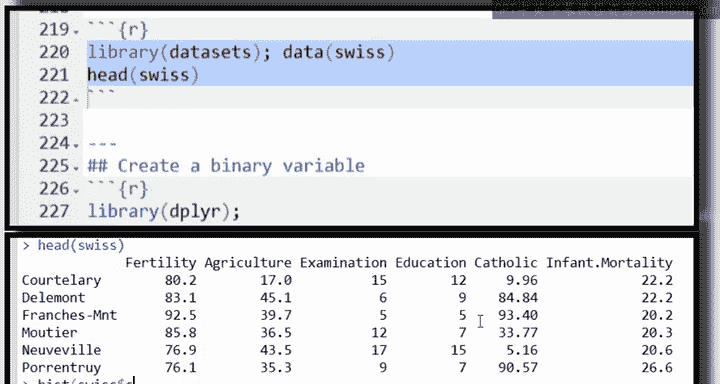 219 ```{r}
220 library(datasets); data(swiss)
221 head(swiss)
222 ```
223
224 ---
225 ## Create a binary variable
226 ```{r}
227 library(dplyr);
> head(swiss)
Fertility Agriculture Examination Education Catholic Infant.Mortality
Courtelary 80.2 17.0 15 12 9.96 22.2
Delemont 83.1 45.1 6 9 84.84 22.2
Franches-Mnt 92.5 39.7 5 5 93.40 20.2
Moutier 85.8 36.5 12 7 33.77 20.3
Neuveville 76.9 43.5 17 15 5.16 20.6
Porrentruy 76.1 35.3 9 7 90.57 26.6